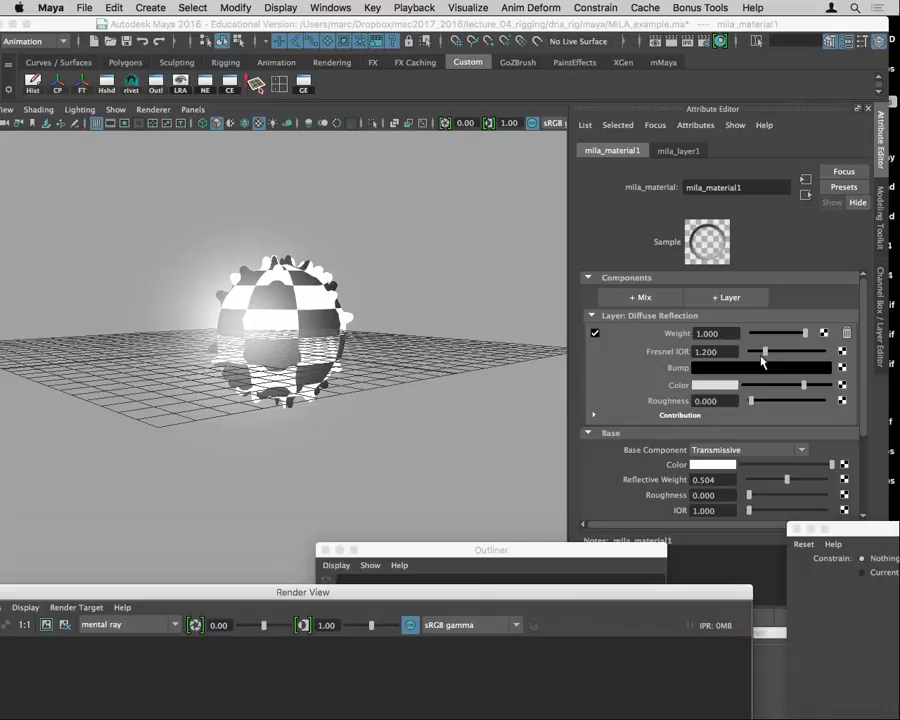 Maya File Edit Create Select Modify Display Windows Key Playback Visualize Anim Deform Constrain Cache Bonus Tools Help
Autodesk Maya 2016 - Educational Version: /Users/marc/Dropbox/msc2017_2016/lecture_04_rigging/dna_rig/maya/MILA_example.ma* --- mila_material1
Animation No Live Surface
Curves / Surfaces Polygons Sculpting Rigging Animation Rendering FX FX Caching Custom GoZBrush PaintEffects XGen mMaya
Hist CP FT Hshd rivet Outl LRA NE CE GE
View Shading Lighting Show Renderer Panels
0.00 1.00 sRGB
Attribute Editor
List Selected Focus Attributes Show Help
mila_material1 mila_layer1
Focus
mila_material: mila_material1 Presets
Show Hide
Sample
Components
+ Mix + Layer
Layer: Diffuse Reflection
Weight 1.000
Fresnel IOR 1.200
Bump
Color
Roughness 0.000
Contribution
Base
Base Component Transmissive
Color
Reflective Weight 0.504
Roughness 0.000
IOR 1.000
Notes: mila_material1
Attribute Editor
Modeling Toolkit
Channel Box / Layer Editor
Outliner
Display Show Help
Reset Help
Constrain: Nothing
Current
Render View
Display Render Target Help
1:1 mental ray 0.00 1.00 sRGB gamma IPR: 0MB